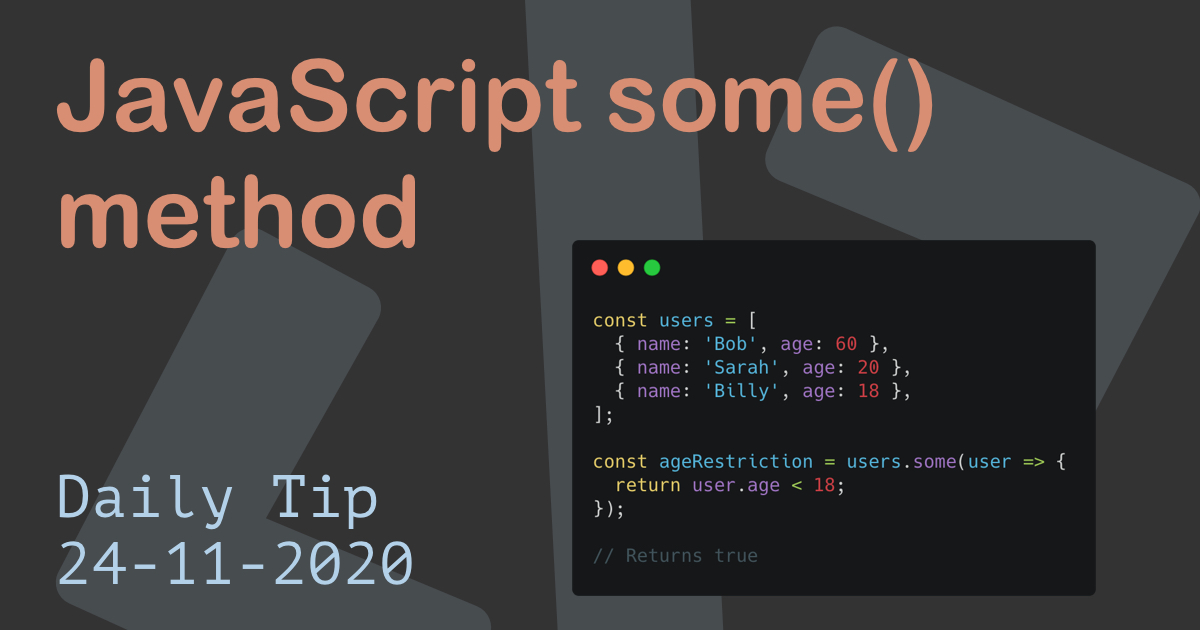 JavaScript some()
method
Daily Tip
24-11-2020
const users = [
  { name: 'Bob', age: 60 },
  { name: 'Sarah', age: 20 },
  { name: 'Billy', age: 18 },
];

const ageRestriction = users.some(user => {
  return user.age < 18;
});

// Returns true